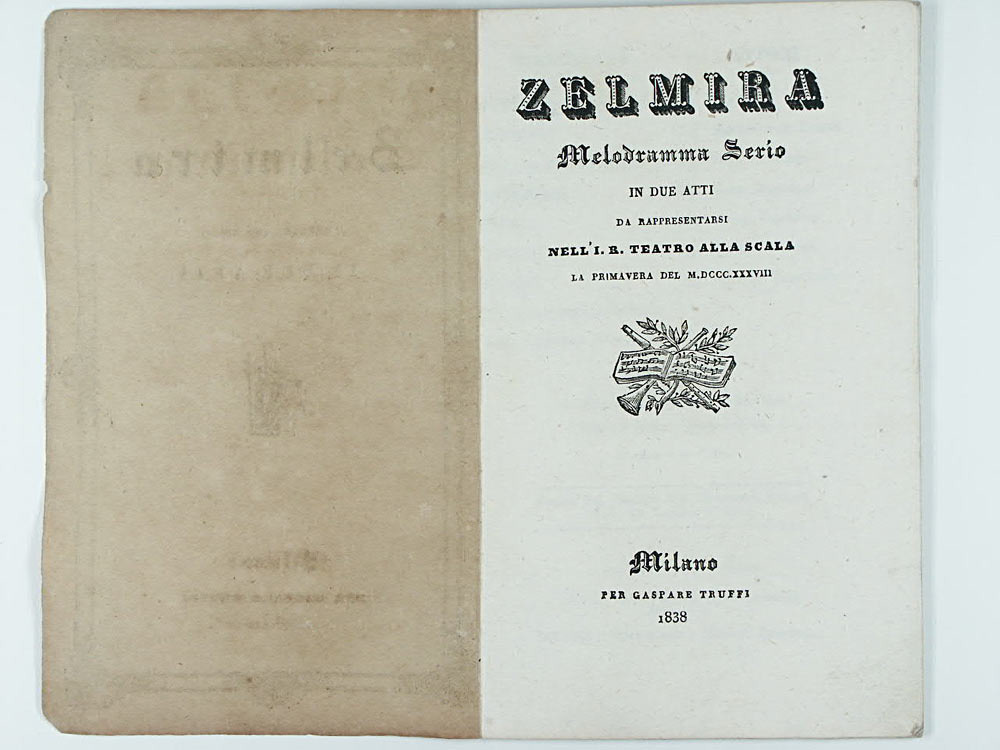 ZELMIRA
Melodramma Serio
IN DUE ATTI
DA RAPPRESENTARSI
NELL'I. R. TEATRO ALLA SCALA
LA PRIMAVERA DEL M.DCCC.XXXVIII
Milano
PER GASPARE TRUFFI
1838